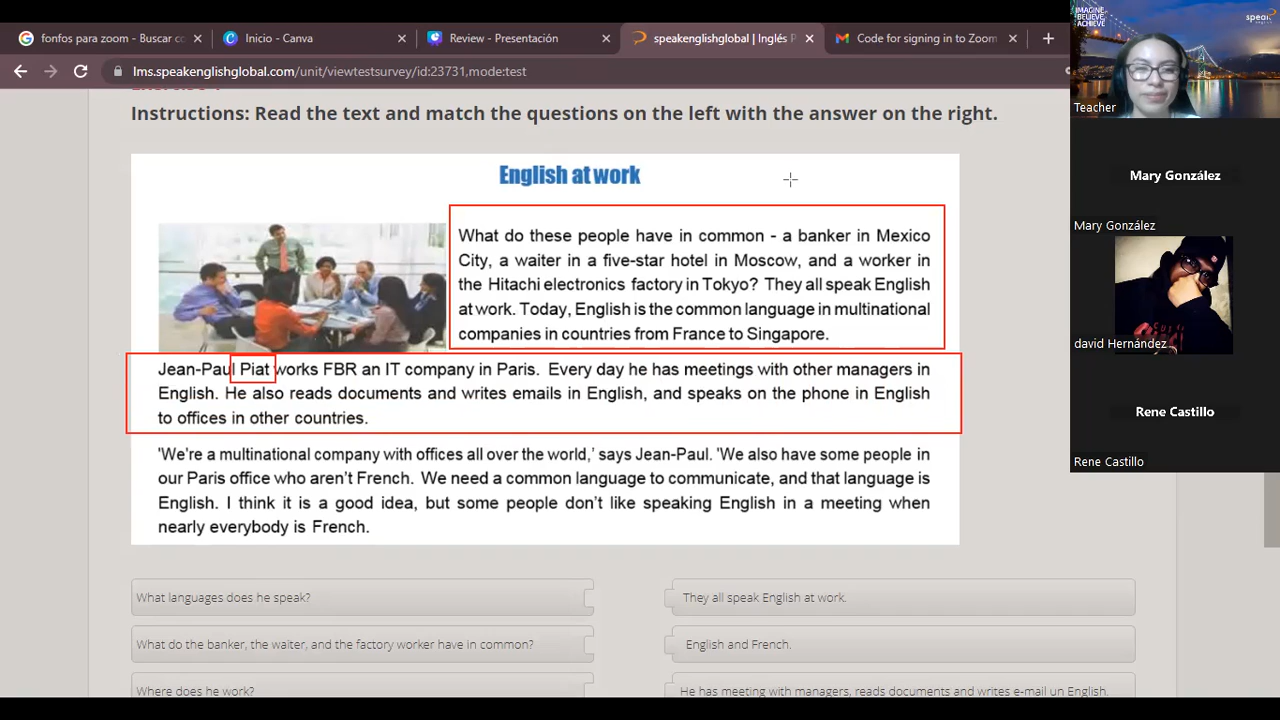 fonfos para zoom - Buscar co
Inicio - Canva
Review - Presentación
speakenglishglobal | Inglés P
Code for signing in to Zoom
lms.speakenglishglobal.com/unit/viewtestsurvey/id:23731,mode:test
Instructions: Read the text and match the questions on the left with the answer on the right.
English at work
What do these people have in common - a banker in Mexico
City, a waiter in a five-star hotel in Moscow, and a worker in
the Hitachi electronics factory in Tokyo? They all speak English
at work. Today, English is the common language in multinational
companies in countries from France to Singapore.
Jean-Paul Piat works FBR an IT company in Paris. Every day he has meetings with other managers in
English. He also reads documents and writes emails in English, and speaks on the phone in English
to offices in other countries.
'We're a multinational company with offices all over the world,' says Jean-Paul. 'We also have some people in
our Paris office who aren't French. We need a common language to communicate, and that language is
English. I think it is a good idea, but some people don't like speaking English in a meeting when
nearly everybody is French.
What languages does he speak?
They all speak English at work.
What do the banker, the waiter, and the factory worker have in common?
English and French.
Where does he work?
He has meeting with managers, reads documents and writes e-mail un English.
IMAGINE
BELIEVE
ACHIEVE
speak
Teacher
Mary González
Mary González
david Hernández...
Rene Castillo
Rene Castillo